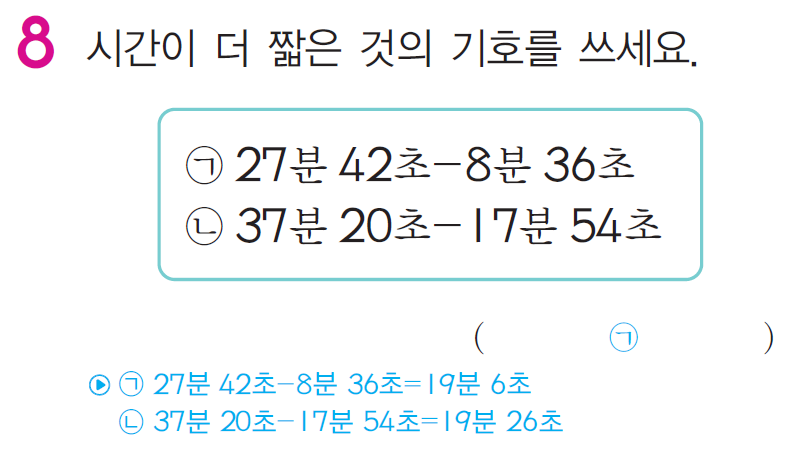 8 시간이 더 짧은 것의 기호를 쓰세요.
㉠ 27분 42초-8분 36초
㉡ 37분 20초-17분 54초
( ㉠ )
▶ ㉠ 27분 42초-8분 36초=19분 6초
㉡ 37분 20초-17분 54초=19분 26초